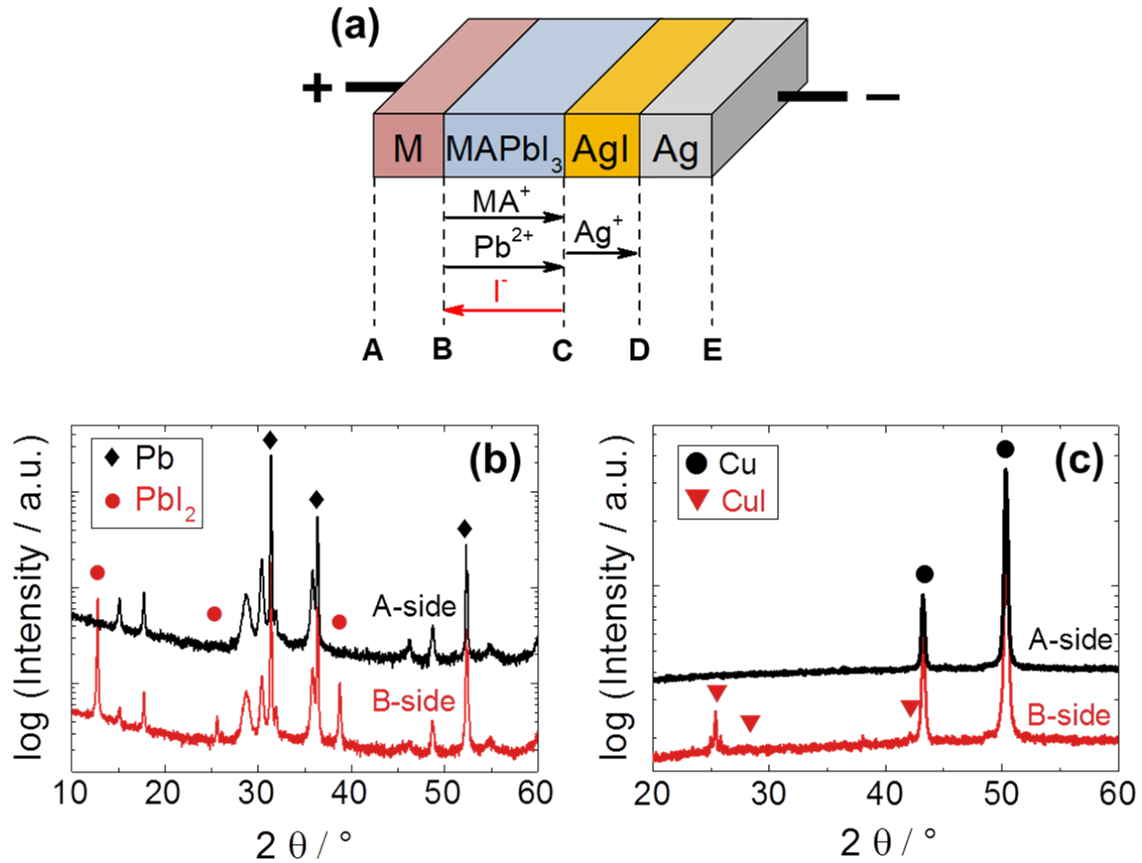 (a)
+
−
M MAPbI₃ AgI Ag
MA⁺
Ag⁺
Pb²⁺
I⁻
A B C D E
(b)
Pb
PbI₂
A-side
B-side
log (Intensity / a.u.)
10 20 30 40 50 60
2 θ / °
(c)
Cu
CuI
A-side
B-side
log (Intensity / a.u.)
20 30 40 50 60
2 θ / °